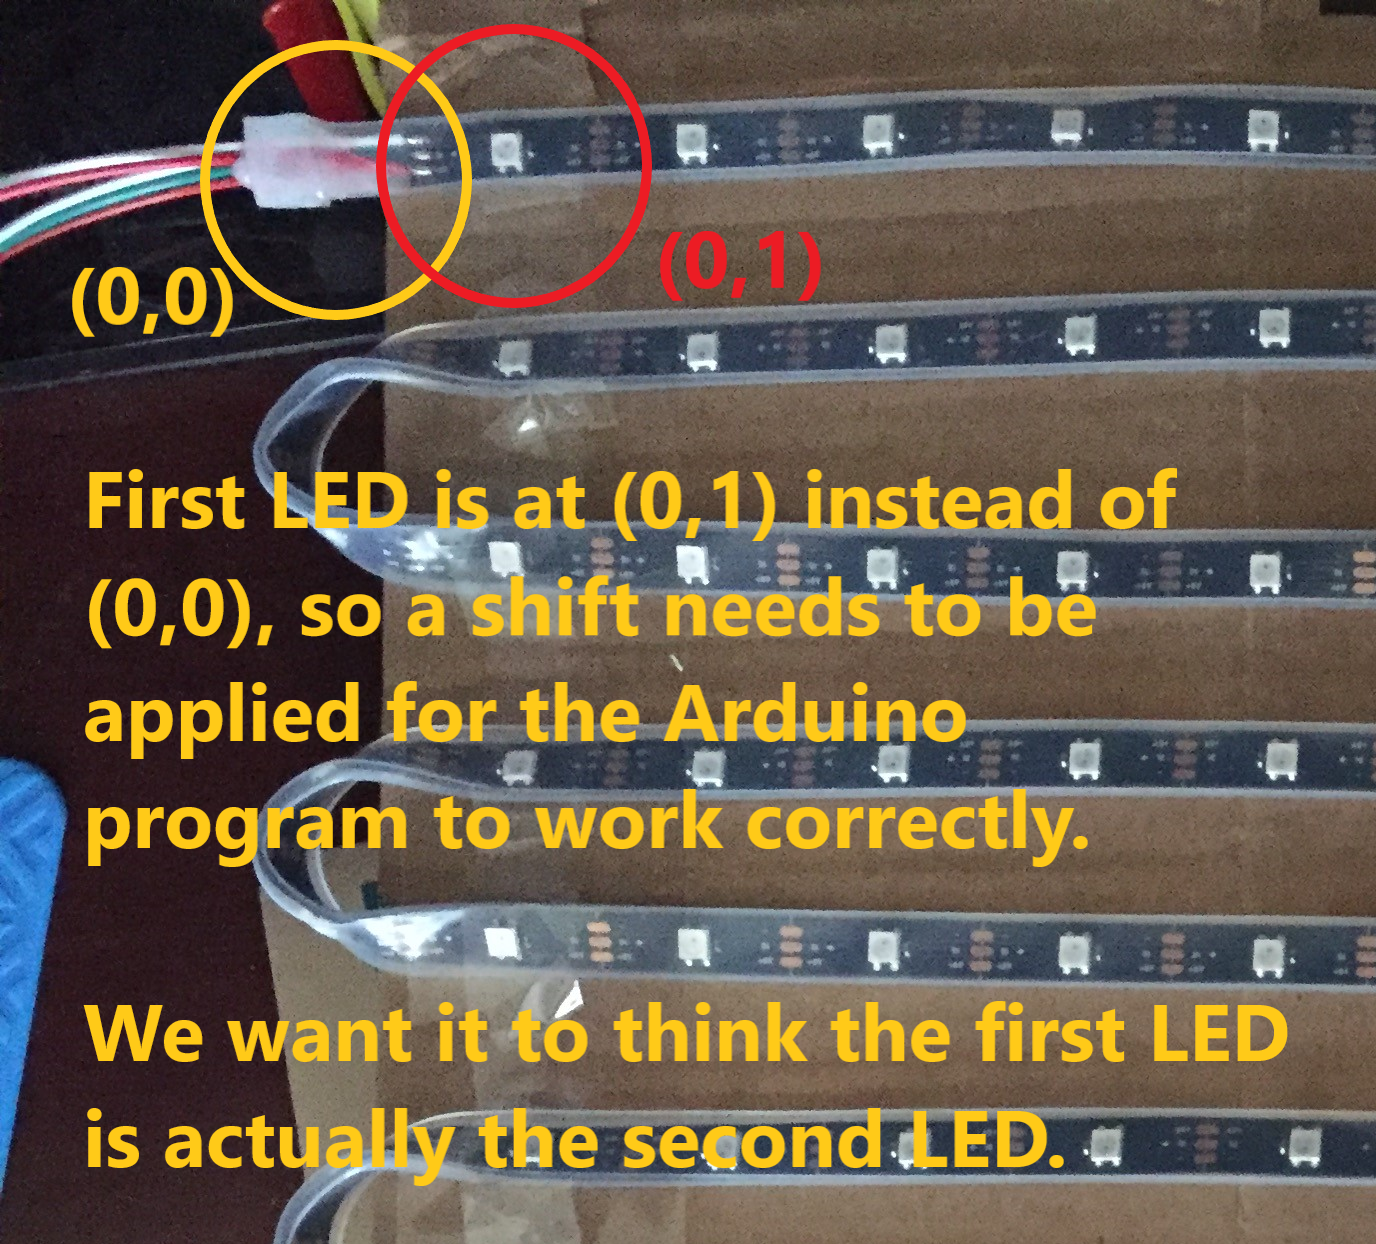 (0,0)
(0,1)
First LED is at (0,1) instead of
(0,0), so a shift needs to be
applied for the Arduino
program to work correctly.
We want it to think the first LED
is actually the second LED.